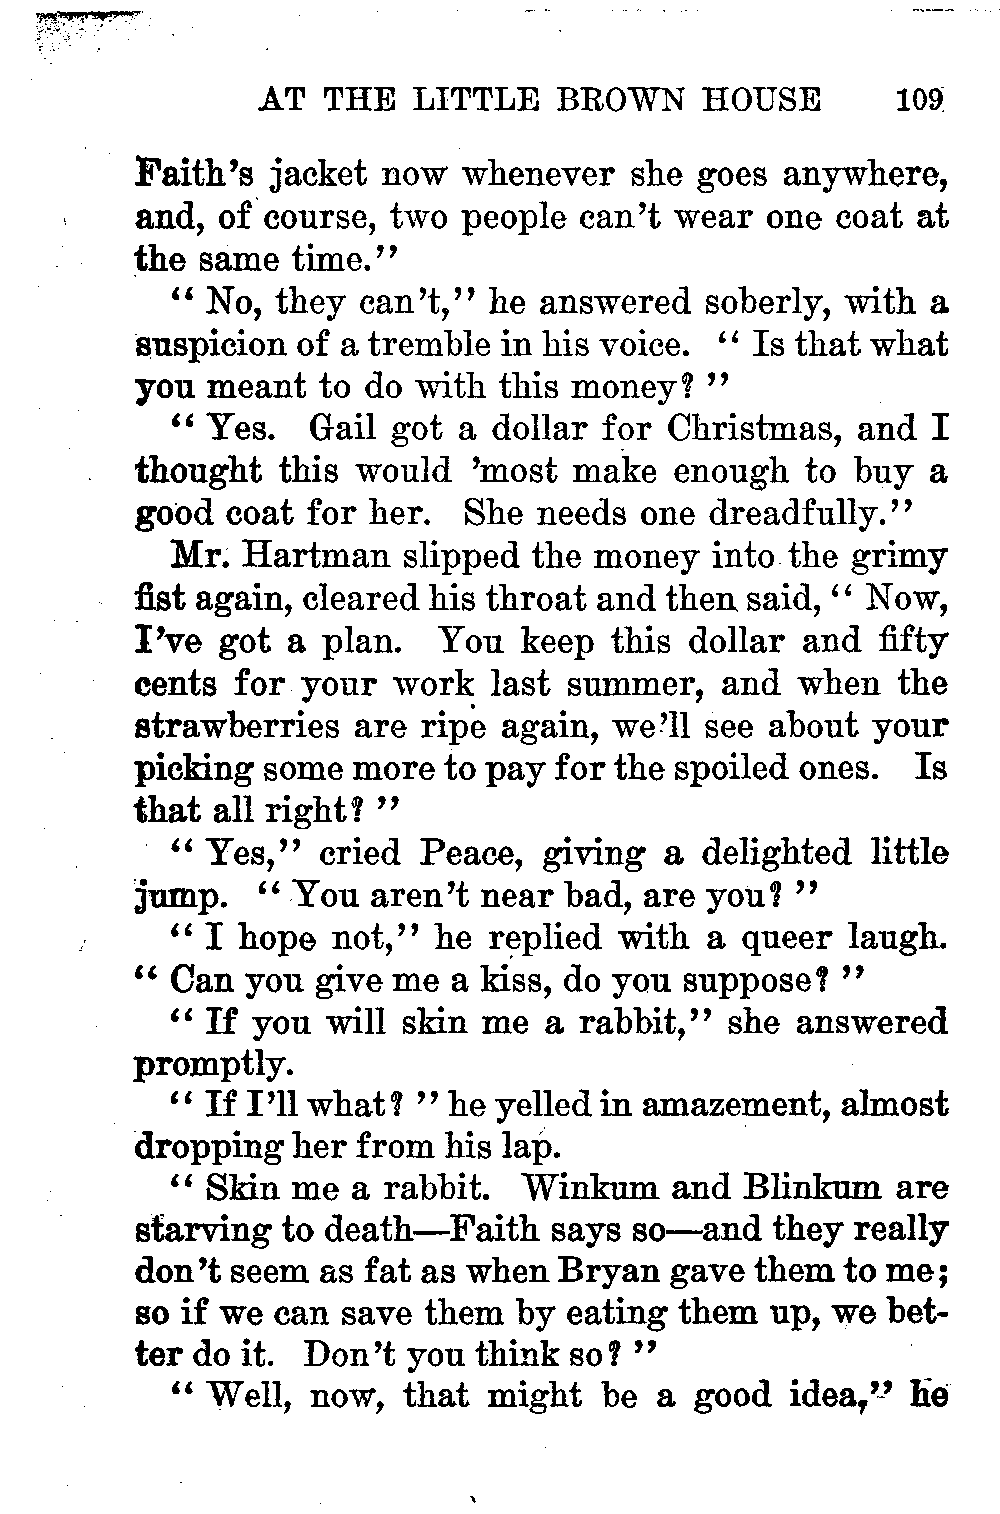 AT THE LITTLE BROWN HOUSE 109
Faith's jacket now whenever she goes anywhere,
and, of course, two people can't wear one coat at
the same time."
" No, they can't," he answered soberly, with a
suspicion of a tremble in his voice. " Is that what
you meant to do with this money? "
" Yes. Gail got a dollar for Christmas, and I
thought this would 'most make enough to buy a
good coat for her. She needs one dreadfully."
Mr. Hartman slipped the money into the grimy
fist again, cleared his throat and then said, " Now,
I've got a plan. You keep this dollar and fifty
cents for your work last summer, and when the
strawberries are ripe again, we'll see about your
picking some more to pay for the spoiled ones. Is
that all right? "
" Yes," cried Peace, giving a delighted little
jump. " You aren't near bad, are you? "
" I hope not," he replied with a queer laugh.
" Can you give me a kiss, do you suppose? "
" If you will skin me a rabbit," she answered
promptly.
" If I'll what? " he yelled in amazement, almost
dropping her from his lap.
" Skin me a rabbit. Winkum and Blinkum are
starving to death—Faith says so—and they really
don't seem as fat as when Bryan gave them to me;
so if we can save them by eating them up, we bet-
ter do it. Don't you think so? "
" Well, now, that might be a good idea," he